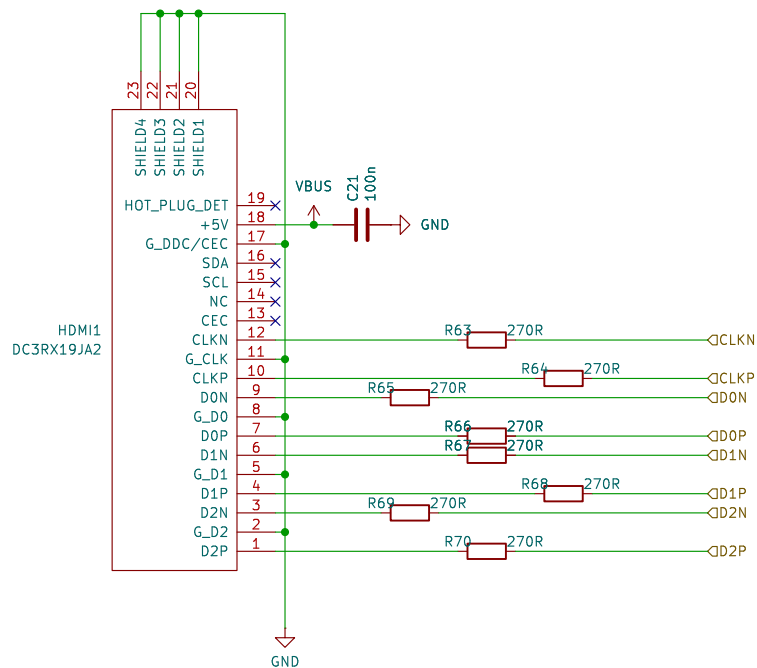 23
22
21
20
SHIELD4
SHIELD3
SHIELD2
SHIELD1
HOT_PLUG_DET 19
+5V 18
G_DDC/CEC 17
SDA 16
SCL 15
NC 14
CEC 13
CLKN 12
G_CLK 11
CLKP 10
D0N 9
G_D0 8
D0P 7
D1N 6
G_D1 5
D1P 4
D2N 3
G_D2 2
D2P 1
HDMI1
DC3RX19JA2
VBUS
C21
100n
GND
R63 270R CLKN
R64 270R CLKP
R65 270R D0N
R66 270R D0P
R67 270R D1N
R68 270R D1P
R69 270R D2N
R70 270R D2P
GND